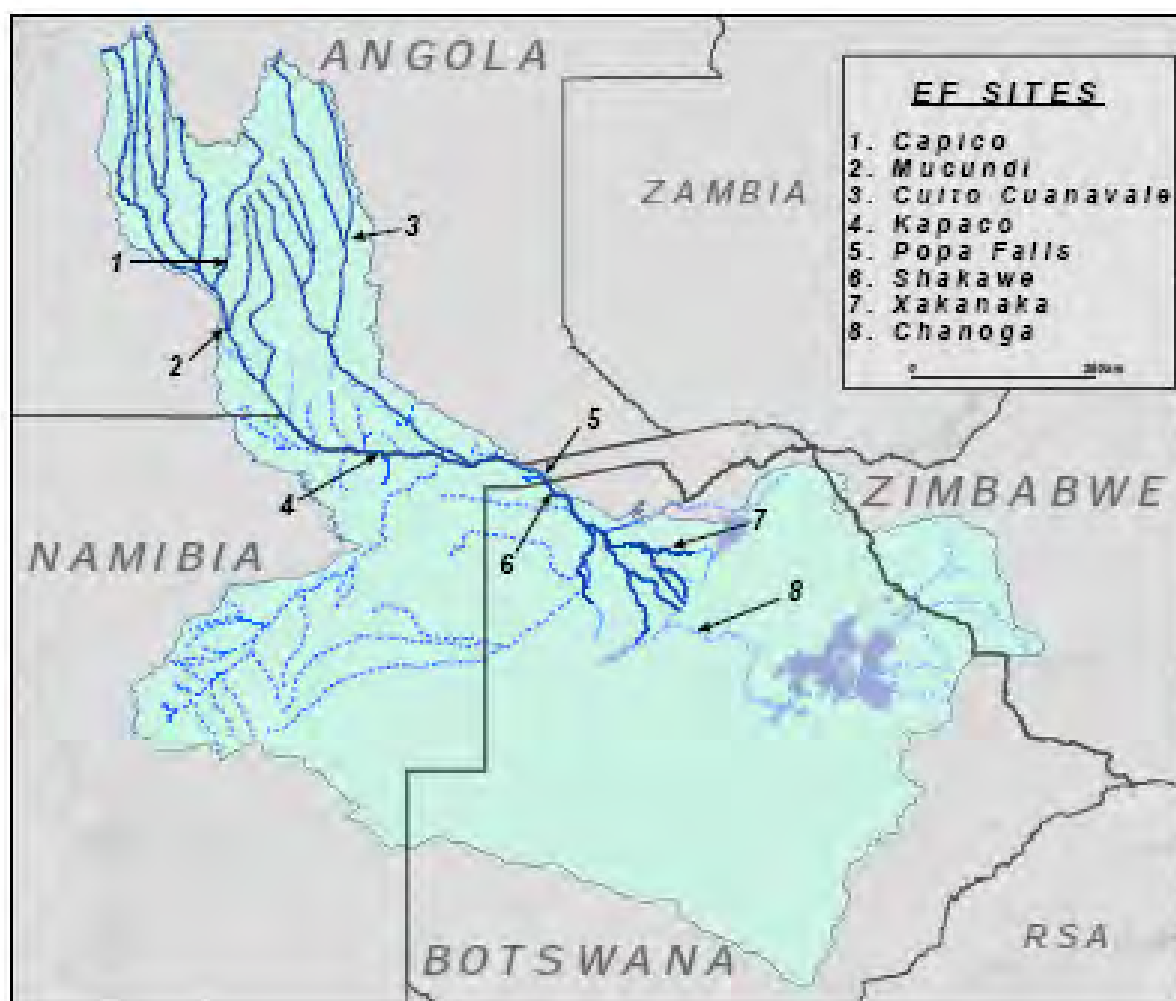 ANGOLA
EF SITES
1. Capico
2. Mucundi
3. Cuito Cuanavale
4. Kapaco
5. Popa Falls
6. Shakawe
7. Xakanaka
8. Chanoga
0
ZAMBIA
3
1
2
5
4
ZIMBABWE
7
NAMIBIA
6
8
BOTSWANA
RSA